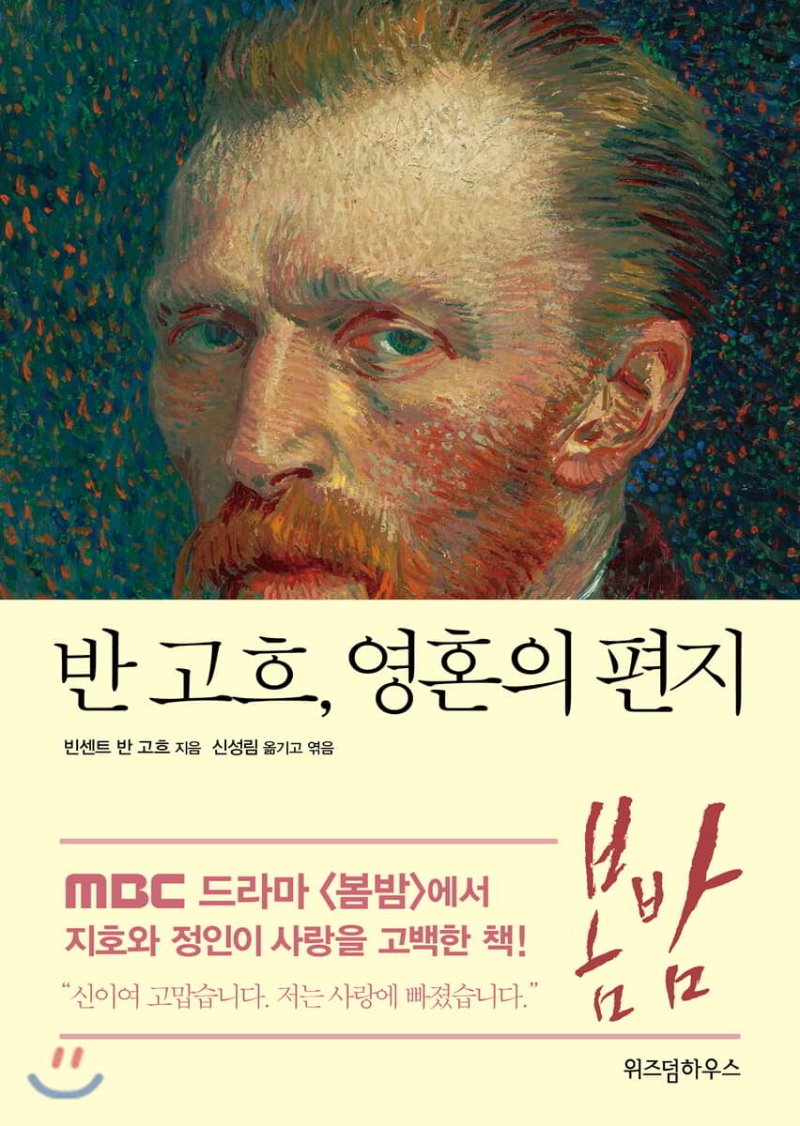 반 고흐, 영혼의 편지
빈센트 반 고흐 지음 신성림 옮기고 엮음
MBC 드라마 〈봄밤〉에서
지호와 정인이 사랑을 고백한 책!
“신이여 고맙습니다. 저는 사랑에 빠졌습니다.”
봄밤
위즈덤하우스